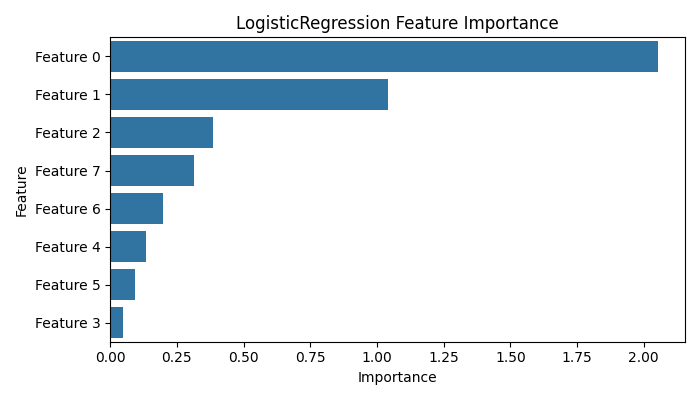 LogisticRegression Feature Importance
Feature 0
Feature 1
Feature 2
Feature 7
Feature 6
Feature 4
Feature 5
Feature 3
Feature
0.00 0.25 0.50 0.75 1.00 1.25 1.50 1.75 2.00
Importance